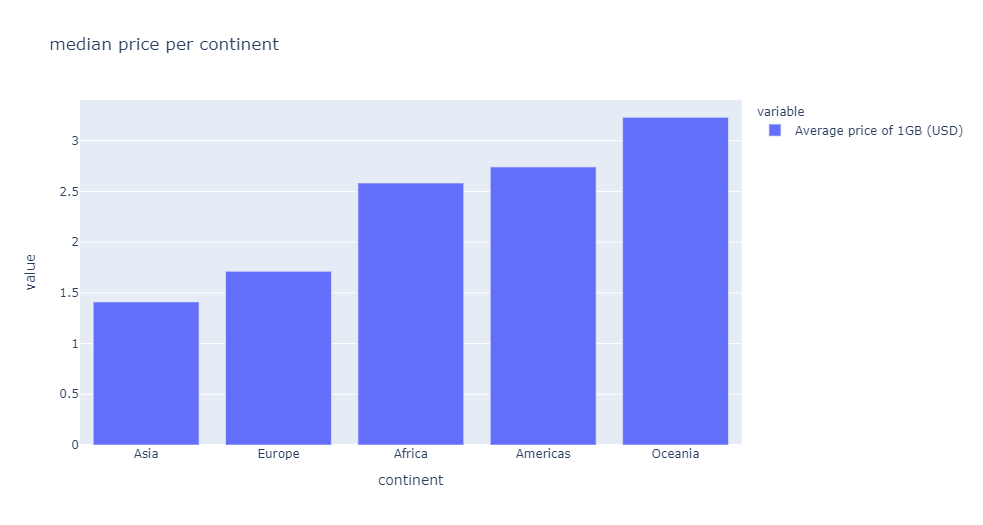 median price per continent
variable
Average price of 1GB (USD)
3
2.5
2
1.5
1
0.5
0
value
Asia
Europe
Africa
Americas
Oceania
continent